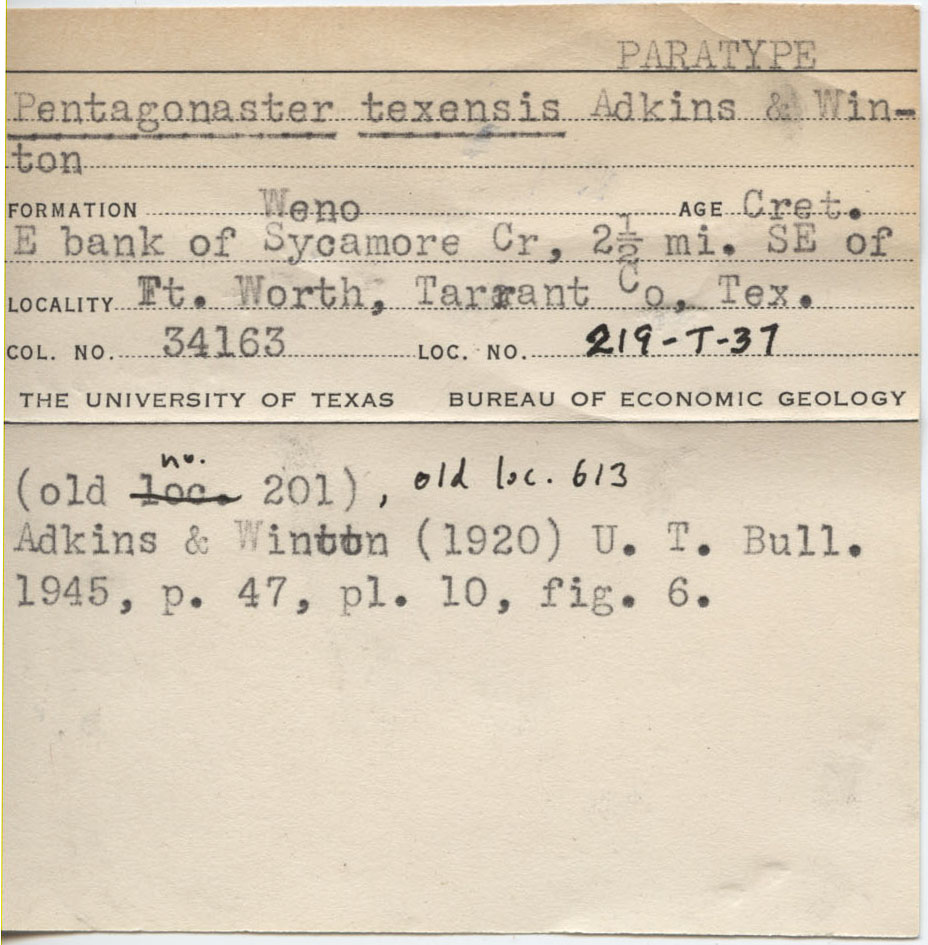 PARATYPE
Pentagonaster texensis Adkins & Win-
ton
FORMATION Weno AGE Cret.
E bank of Sycamore Cr, 2½ mi. SE of
LOCALITY Ft. Worth, Tarrant Co, Tex.
COL. NO. 34163 LOC. NO. 219-T-37
THE UNIVERSITY OF TEXAS BUREAU OF ECONOMIC GEOLOGY
no.
(old loc. 201), old loc. 613
Adkins & Winton (1920) U. T. Bull.
1945, p. 47, pl. 10, fig. 6.